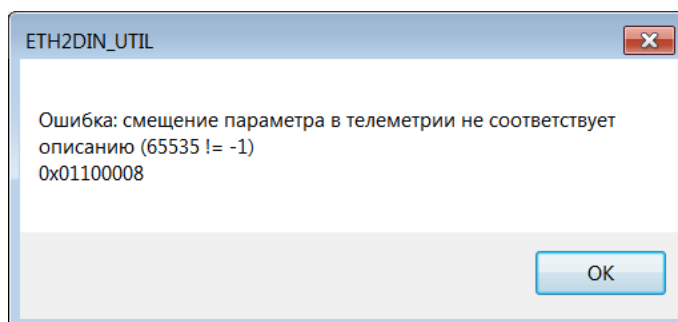 ETH2DIN_UTIL
Ошибка: смещение параметра в телеметрии не соответствует
описанию (65535 != -1)
0x01100008
OK